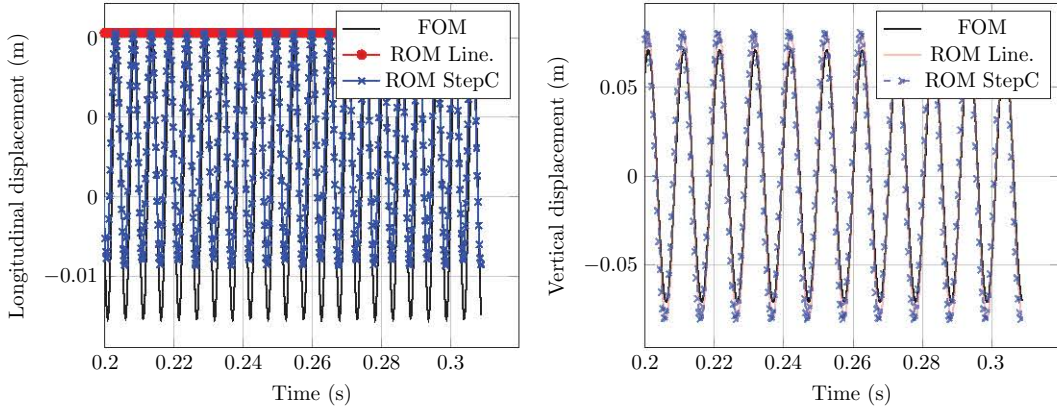 FOM
ROM Line.
ROM StepC
0
0
0
−0.01
Longitudinal displacement (m)
0.2
0.22
0.24
0.26
0.28
0.3
Time (s)
FOM
ROM Line.
ROM StepC
0.05
0
−0.05
Vertical displacement (m)
0.2
0.22
0.24
0.26
0.28
0.3
Time (s)